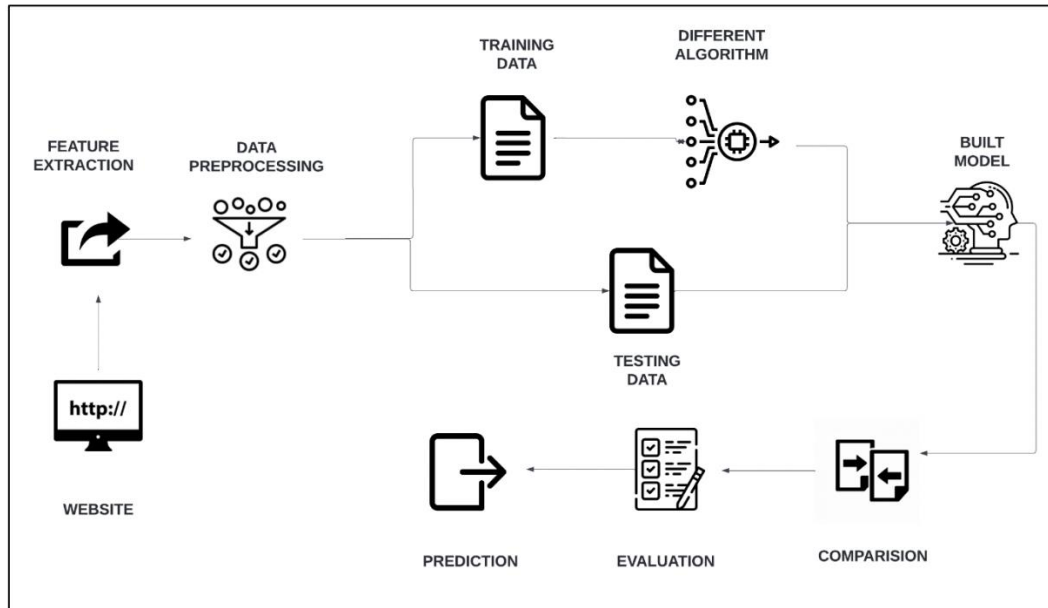 TRAINING
DATA
DIFFERENT
ALGORITHM
FEATURE
EXTRACTION
DATA
PREPROCESSING
BUILT
MODEL
http://
WEBSITE
TESTING
DATA
PREDICTION
EVALUATION
COMPARISION